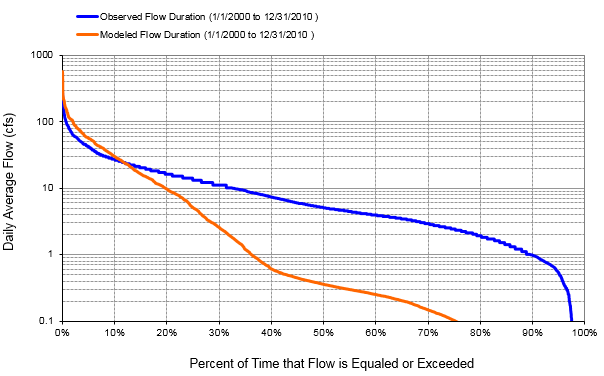 Observed Flow Duration (1/1/2000 to 12/31/2010 )
Modeled Flow Duration (1/1/2000 to 12/31/2010 )
1000
100
10
1
0.1
Daily Average Flow (cfs)
0% 10% 20% 30% 40% 50% 60% 70% 80% 90% 100%
Percent of Time that Flow is Equaled or Exceeded